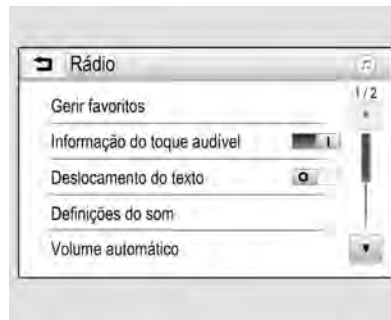 Rádio
1/2
Gerir favoritos
Informação do toque audível
Deslocamento do texto
Definições do som
Volume automático